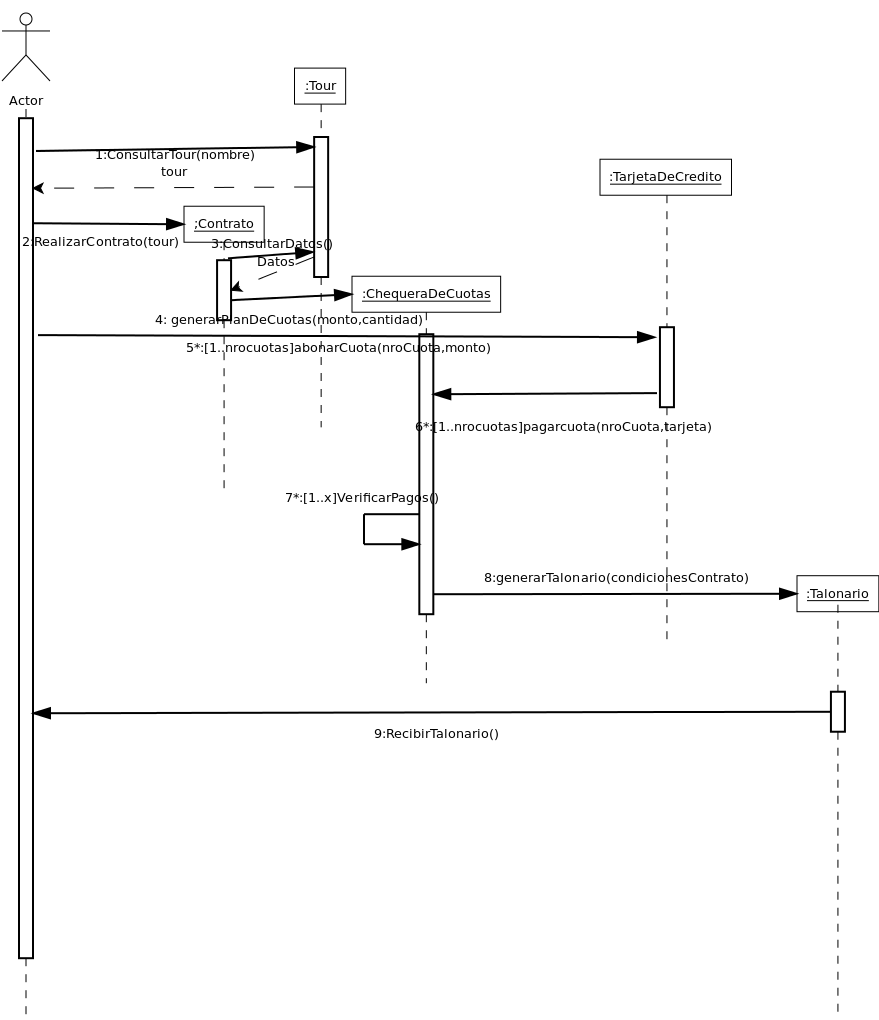 Actor
:Tour
1:ConsultarTour(nombre)
tour
:TarjetaDeCredito
;Contrato
2:RealizarContrato(tour)
3:ConsultarDatos()
Datos
:ChequeraDeCuotas
4: generarPlanDeCuotas(monto,cantidad)
5*:[1..nrocuotas]abonarCuota(nroCuota,monto)
6*:[1..nrocuotas]pagarcuota(nroCuota,tarjeta)
7*:[1..x]VerificarPagos()
8:generarTalonario(condicionesContrato)
:Talonario
9:RecibirTalonario()